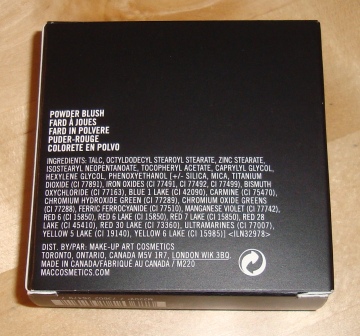 POWDER BLUSH
FARD À JOUES
FARD IN POLVERE
PUDER-ROUGE
COLORETE EN POLVO
INGREDIENTS: TALC, OCTYLDODECYL STEAROYL STEARATE, ZINC STEARATE,
ISOSTEARYL NEOPENTANOATE, TOCOPHERYL ACETATE, CAPRYLYL GLYCOL,
HEXYLENE GLYCOL, PHENOXYETHANOL [+/- SILICA, MICA, TITANIUM
DIOXIDE (CI 77891), IRON OXIDES (CI 77491, CI 77492, CI 77499), BISMUTH
OXYCHLORIDE (CI 77163), BLUE 1 LAKE (CI 42090), CARMINE (CI 75470),
CHROMIUM HYDROXIDE GREEN (CI 77289), CHROMIUM OXIDE GREENS
(CI 77288), FERRIC FERROCYANIDE (CI 77510), MANGANESE VIOLET (CI 77742),
RED 6 (CI 15850), RED 6 LAKE (CI 15850), RED 7 LAKE (CI 15850), RED 28
LAKE (CI 45410), RED 30 LAKE (CI 73360), ULTRAMARINES (CI 77007),
YELLOW 5 LAKE (CI 19140), YELLOW 6 LAKE (CI 15985)] <ILN32978>
DIST. BY/PAR: MAKE-UP ART COSMETICS
TORONTO, ONTARIO, CANADA M5V 1R7, LONDON W1K 3BQ.
MADE IN CANADA/FABRIQUÉ AU CANADA / M220
MACCOSMETICS.COM